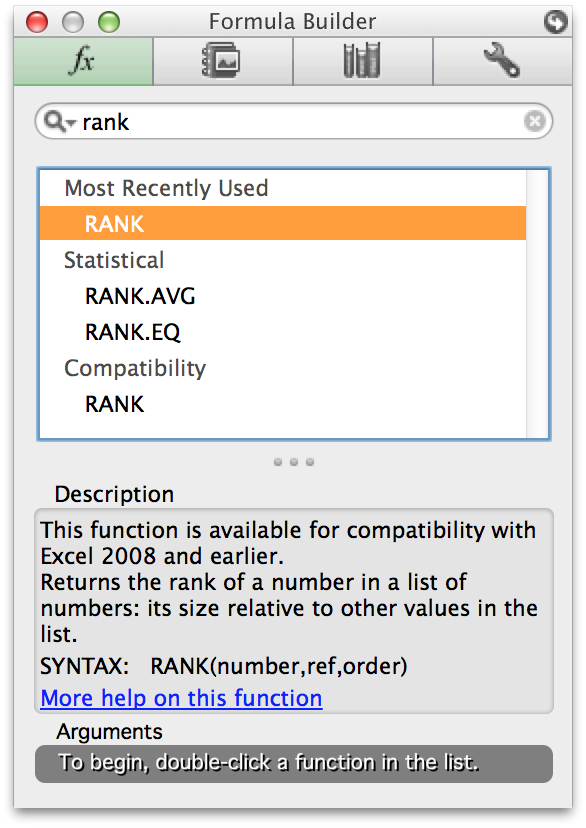 Formula Builder
fx
rank
Most Recently Used
RANK
Statistical
RANK.AVG
RANK.EQ
Compatibility
RANK
Description
This function is available for compatibility with
Excel 2008 and earlier.
Returns the rank of a number in a list of
numbers: its size relative to other values in the
list.
SYNTAX: RANK(number,ref,order)
More help on this function
Arguments
To begin, double-click a function in the list.